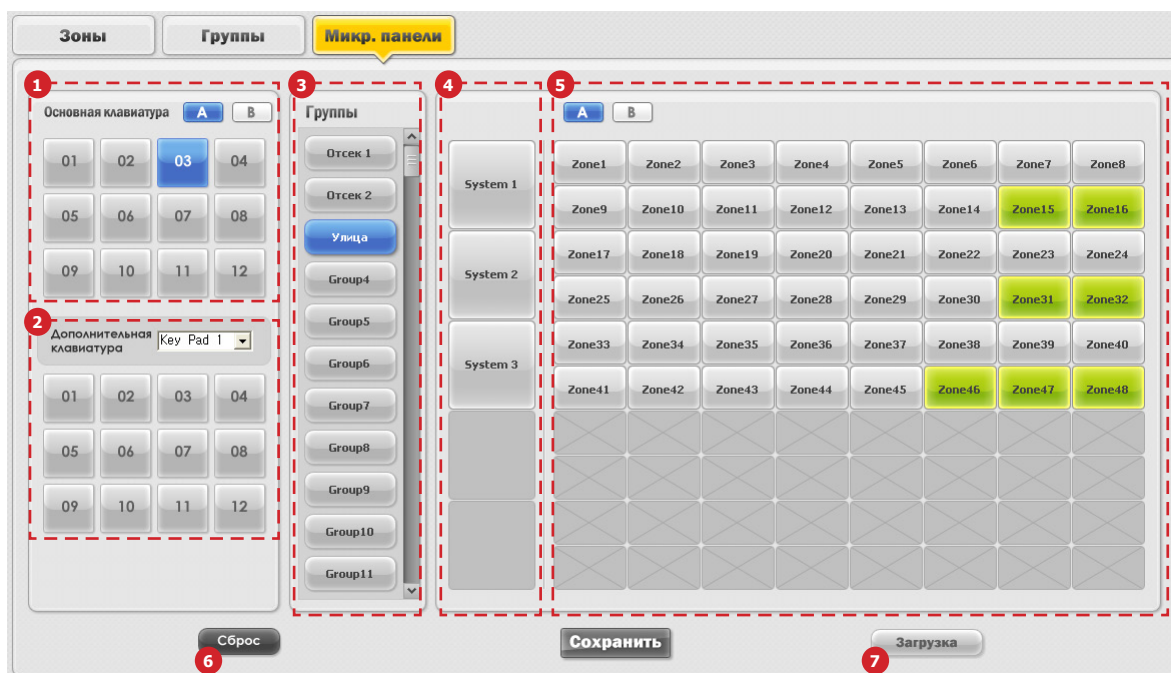 Зоны Группы Микр. панели
1
Основная клавиатура A B
01 02 03 04
05 06 07 08
09 10 11 12
2
Дополнительная
клавиатура
Key Pad 1
01 02 03 04
05 06 07 08
09 10 11 12
3
Группы
Отсек 1
Отсек 2
Улица
Group4
Group5
Group6
Group7
Group8
Group9
Group10
Group11
4
System 1
System 2
System 3
5
A B
Zone1 Zone2 Zone3 Zone4 Zone5 Zone6 Zone7 Zone8
Zone9 Zone10 Zone11 Zone12 Zone13 Zone14 Zone15 Zone16
Zone17 Zone18 Zone19 Zone20 Zone21 Zone22 Zone23 Zone24
Zone25 Zone26 Zone27 Zone28 Zone29 Zone30 Zone31 Zone32
Zone33 Zone34 Zone35 Zone36 Zone37 Zone38 Zone39 Zone40
Zone41 Zone42 Zone43 Zone44 Zone45 Zone46 Zone47 Zone48
Сброс Сохранить Загрузка
6 7